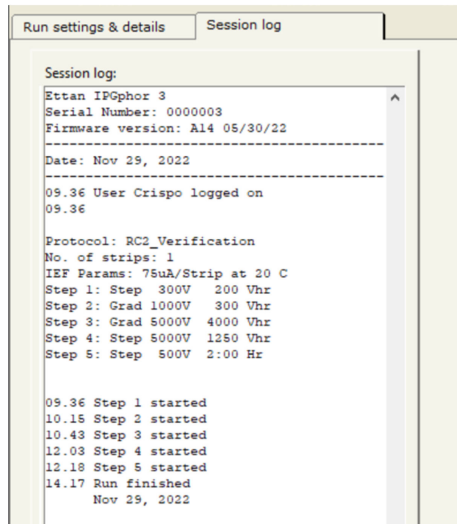 Run settings & details
Session log
Session log:
Ettan IPGphor 3
Serial Number: 0000003
Firmware version: A14 05/30/22
-------------------------------------------
Date: Nov 29, 2022
-------------------------------------------
09.36 User Crispo logged on
09.36
Protocol: RC2_Verification
No. of strips: 1
IEF Params: 75uA/Strip at 20 C
Step 1: Step  300V  200 Vhr
Step 2: Grad 1000V  300 Vhr
Step 3: Grad 5000V 4000 Vhr
Step 4: Step 5000V 1250 Vhr
Step 5: Step  500V 2:00 Hr
09.36 Step 1 started
10.15 Step 2 started
10.43 Step 3 started
12.03 Step 4 started
12.18 Step 5 started
14.17 Run finished
Nov 29, 2022